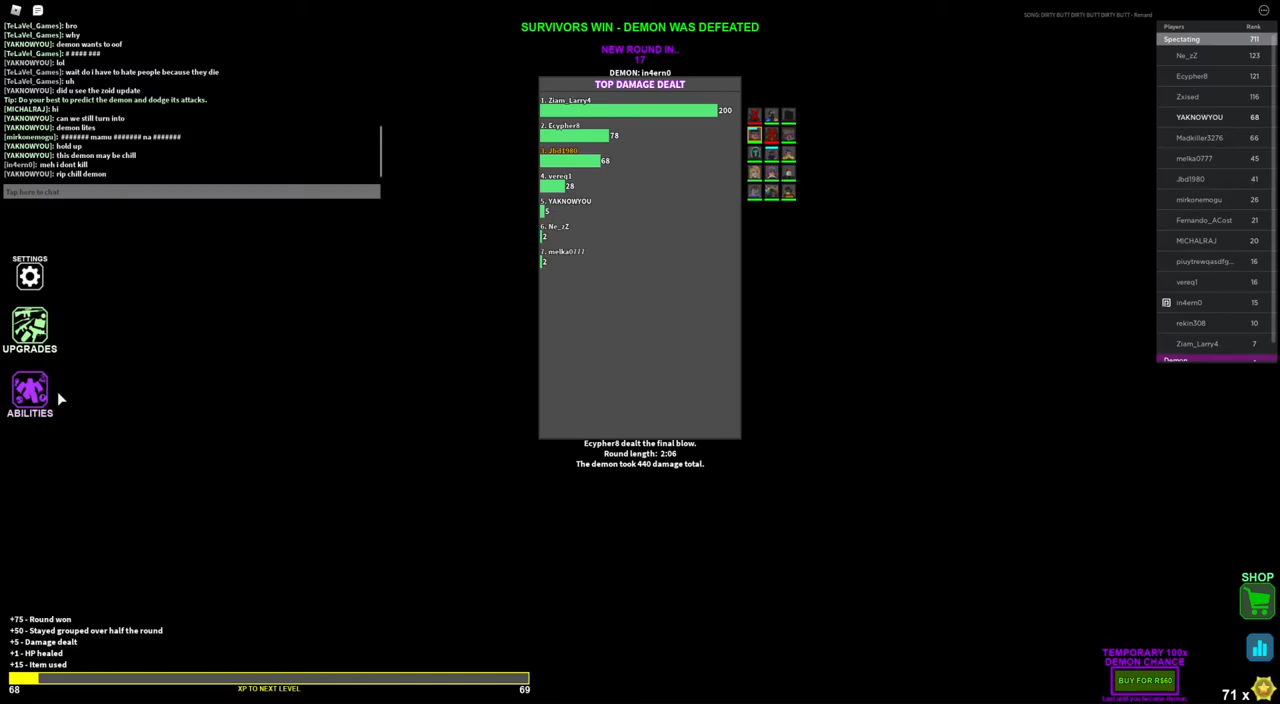 SONG: DIRTY BUTT DIRTY BUTT DIRTY BUTT - Renard
[TeLaVel_Games]: bro
[TeLaVel_Games]: why
[YAKNOWYOU]: demon wants to oof
[TeLaVel_Games]: # #### ###
[YAKNOWYOU]: lol
[TeLaVel_Games]: wait do i have to hate people because they die
[TeLaVel_Games]: uh
[YAKNOWYOU]: did u see the zoid update
Tip: Do your best to predict the demon and dodge its attacks.
[MICHALRAJ]: hi
[YAKNOWYOU]: can we still turn into
[YAKNOWYOU]: demon lites
[mirkonemogu]: ####### mamu ####### na #######
[YAKNOWYOU]: hold up
[YAKNOWYOU]: this demon may be chill
[in4ern0]: meh i dont kill
[YAKNOWYOU]: rip chill demon
Tap here to chat
SETTINGS
UPGRADES
ABILITIES
SURVIVORS WIN - DEMON WAS DEFEATED
NEW ROUND IN..
17
DEMON: in4ern0
TOP DAMAGE DEALT
1. Ziam_Larry4
200
2. Ecypher8
78
3. Jbd1980
68
4. vereq1
28
5. YAKNOWYOU
5
6. Ne_zZ
2
7. melka0777
2
Ecypher8 dealt the final blow.
Round length: 2:06
The demon took 440 damage total.
Players Rank
Spectating 711
Ne_zZ 123
Ecypher8 121
Zxised 116
YAKNOWYOU 68
Madkiller3276 66
melka0777 45
Jbd1980 41
mirkonemogu 26
Fernando_ACost 21
MICHALRAJ 20
piuytrewqasdfg... 16
vereq1 16
in4ern0 15
rekin308 10
Ziam_Larry4 7
Demon
+75 - Round won
+50 - Stayed grouped over half the round
+5 - Damage dealt
+1 - HP healed
+15 - Item used
68 XP TO NEXT LEVEL 69
SHOP
TEMPORARY 100x
DEMON CHANCE
BUY FOR R$60
Last until you become demon.
71 x